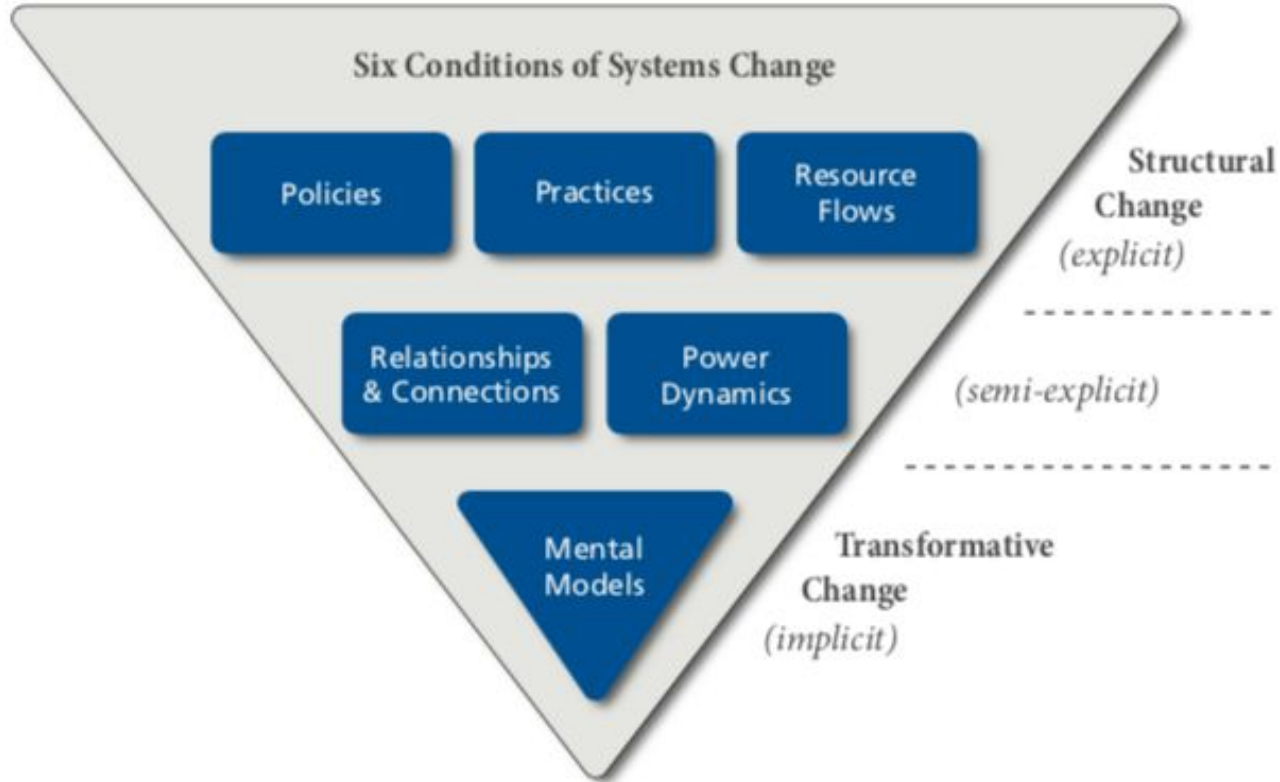 Six Conditions of Systems Change
Policies
Practices
Resource
Flows
Structural
Change
(explicit)
Relationships
& Connections
Power
Dynamics
(semi-explicit)
Mental
Models
Transformative
Change
(implicit)